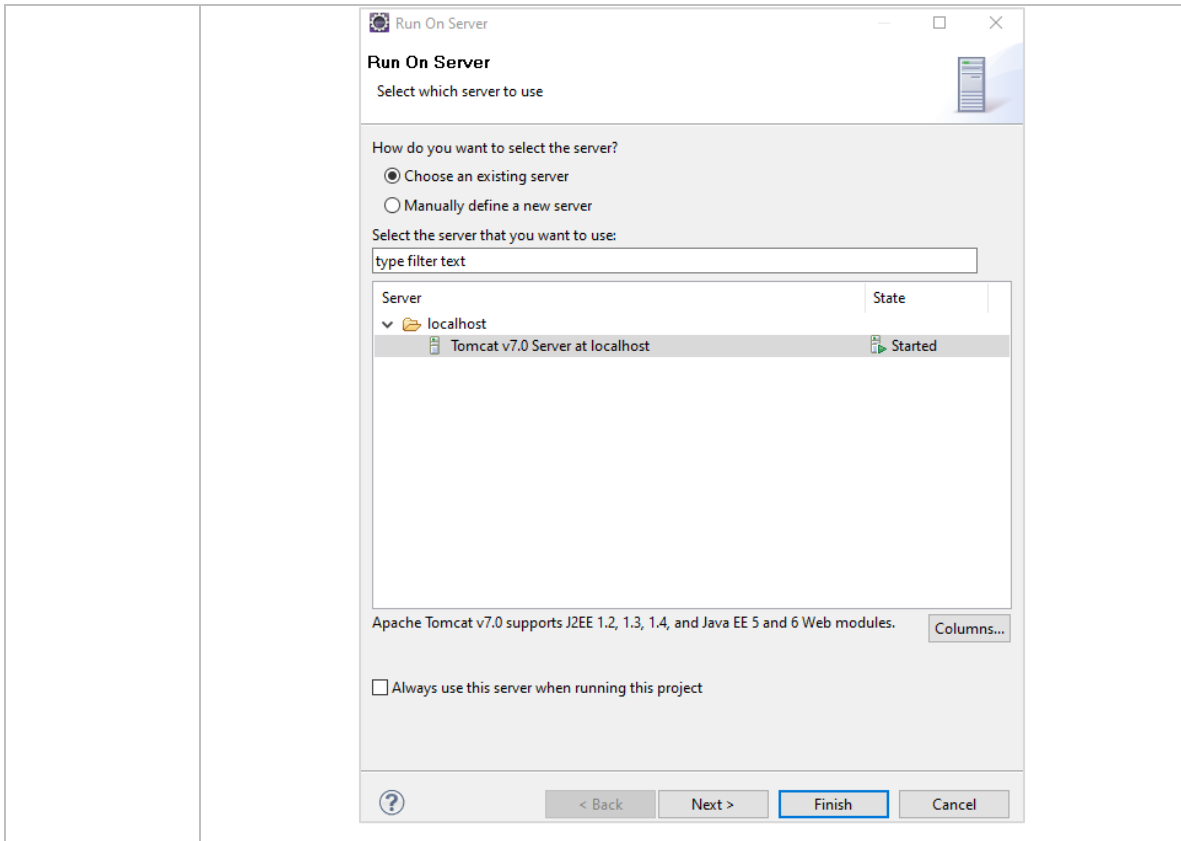 Run On Server
Run On Server
Select which server to use
How do you want to select the server?
Choose an existing server
Manually define a new server
Select the server that you want to use:
type filter text
Server State
localhost
Tomcat v7.0 Server at localhost Started
Apache Tomcat v7.0 supports J2EE 1.2, 1.3, 1.4, and Java EE 5 and 6 Web modules. Columns...
Always use this server when running this project
? < Back Next > Finish Cancel